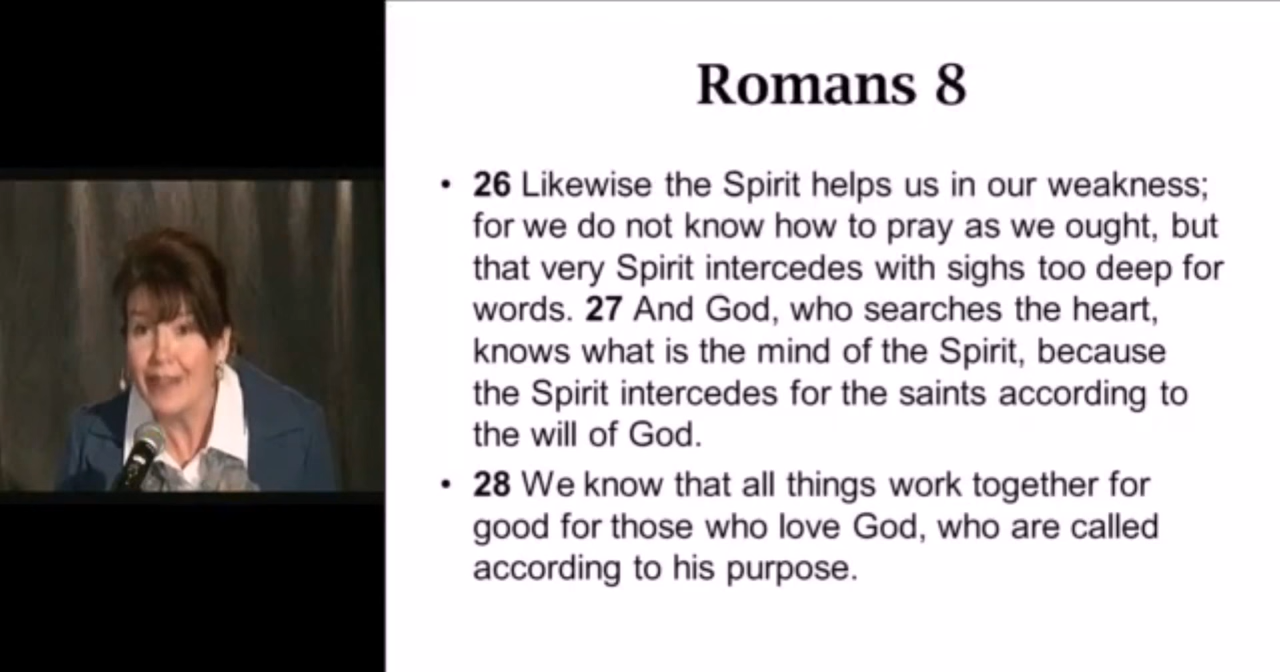 Romans 8
• 26 Likewise the Spirit helps us in our weakness;
for we do not know how to pray as we ought, but
that very Spirit intercedes with sighs too deep for
words. 27 And God, who searches the heart,
knows what is the mind of the Spirit, because
the Spirit intercedes for the saints according to
the will of God.
• 28 We know that all things work together for
good for those who love God, who are called
according to his purpose.